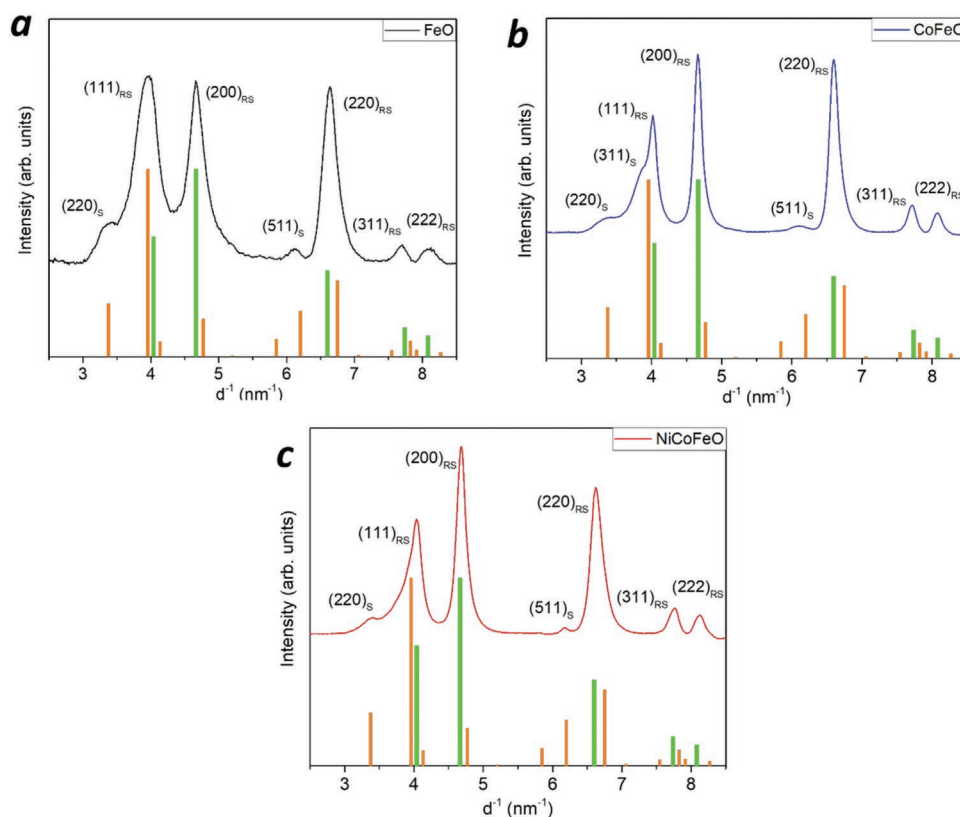 a
FeO
(111)RS
(200)RS
(220)RS
(220)S
(511)S
(311)RS
(222)RS
Intensity (arb. units)
3 4 5 6 7 8
d⁻¹ (nm⁻¹)
b
CoFeO
(200)RS
(220)RS
(111)RS
(311)S
(220)S
(511)S
(311)RS
(222)RS
Intensity (arb. units)
3 4 5 6 7 8
d⁻¹ (nm⁻¹)
c
NiCoFeO
(200)RS
(220)RS
(111)RS
(220)S
(511)S
(311)RS
(222)RS
Intensity (arb. units)
3 4 5 6 7 8
d⁻¹ (nm⁻¹)